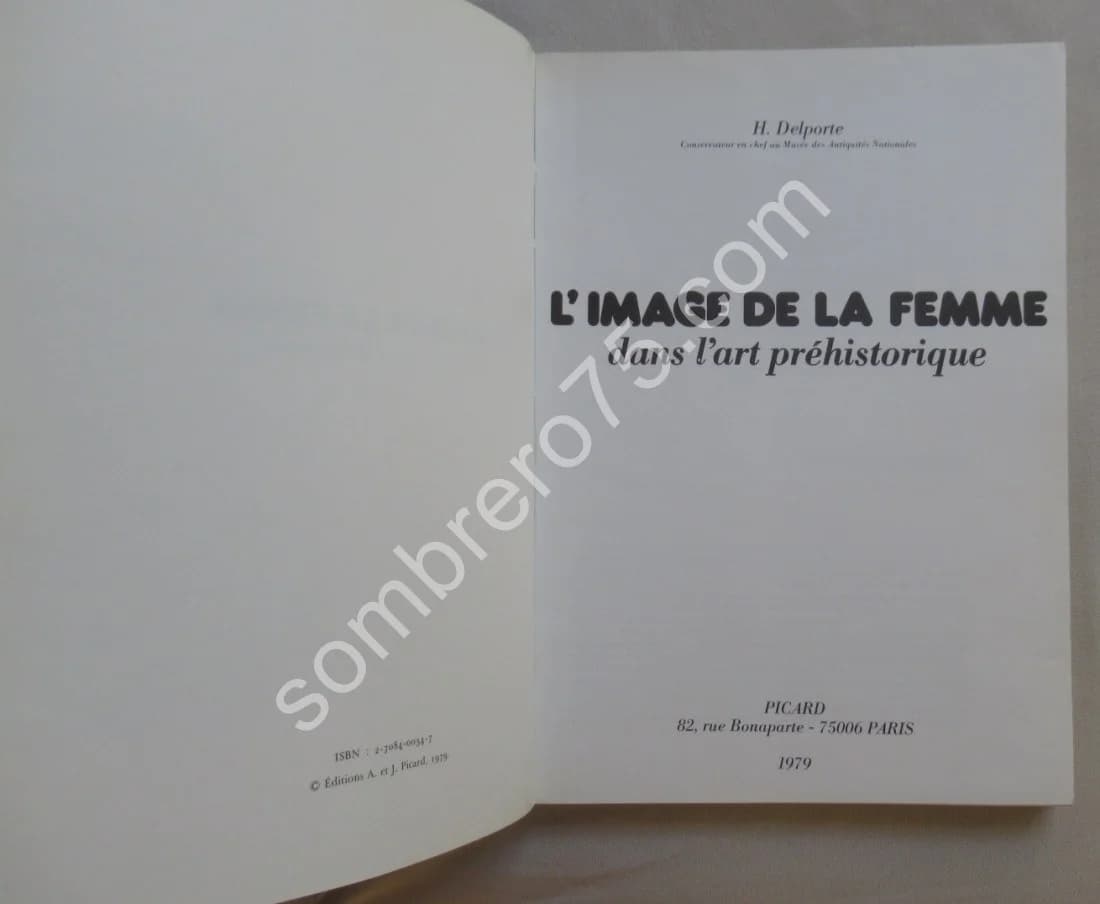 ISBN : 2-7084-0034-7
© Éditions A. et J. Picard, 1979
H. Delporte
Conservateur en chef au Musée des Antiquités Nationales
L'IMAGE DE LA FEMME
dans l'art préhistorique
PICARD
82, rue Bonaparte - 75006 PARIS
1979
sombrero75.com